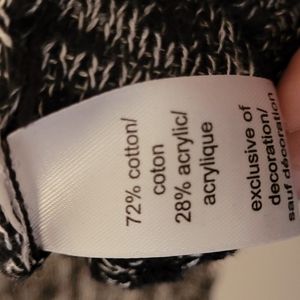 72% cotton/
coton
28% acrylic/
acrylique
exclusive of
decoration/
sauf décoration